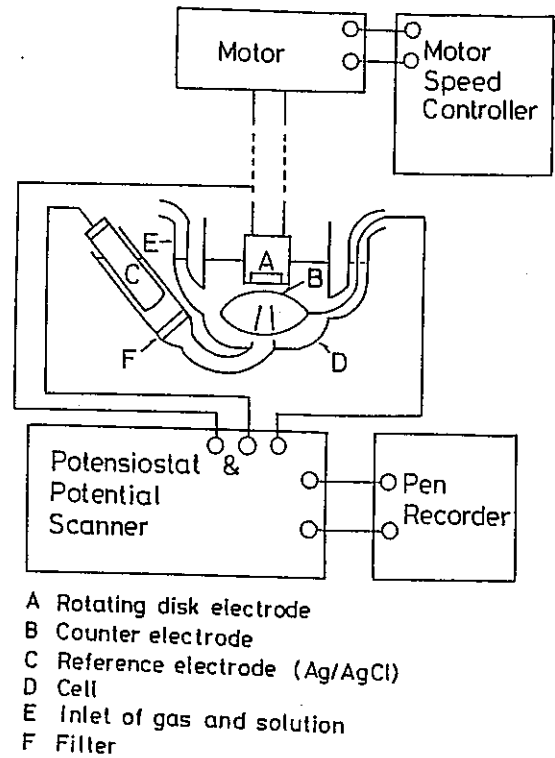 Motor
Motor
Speed
Controller
E
A
B
C
F
D
Potensiostat &
Potential
Scanner
Pen
Recorder
A Rotating disk electrode
B Counter electrode
C Reference electrode (Ag/AgCl)
D Cell
E Inlet of gas and solution
F Filter